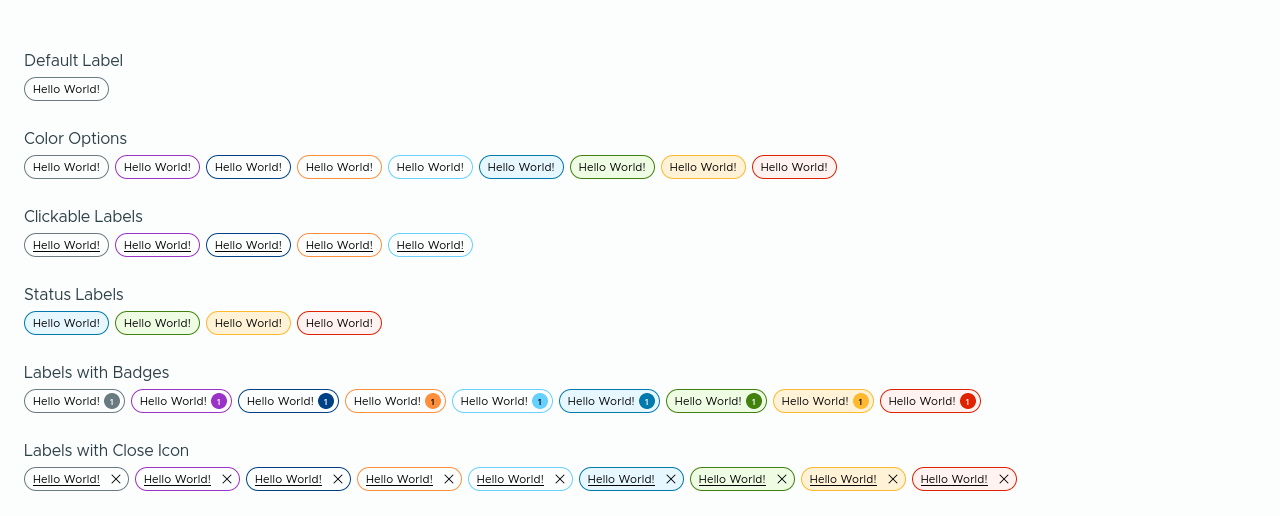 Default Label
Hello World!
Color Options
Hello World! Hello World! Hello World! Hello World! Hello World! Hello World! Hello World! Hello World! Hello World!
Clickable Labels
Hello World! Hello World! Hello World! Hello World! Hello World!
Status Labels
Hello World! Hello World! Hello World! Hello World!
Labels with Badges
Hello World! 1 Hello World! 1 Hello World! 1 Hello World! 1 Hello World! 1 Hello World! 1 Hello World! 1 Hello World! 1 Hello World! 1
Labels with Close Icon
Hello World! Hello World! Hello World! Hello World! Hello World! Hello World! Hello World! Hello World! Hello World!